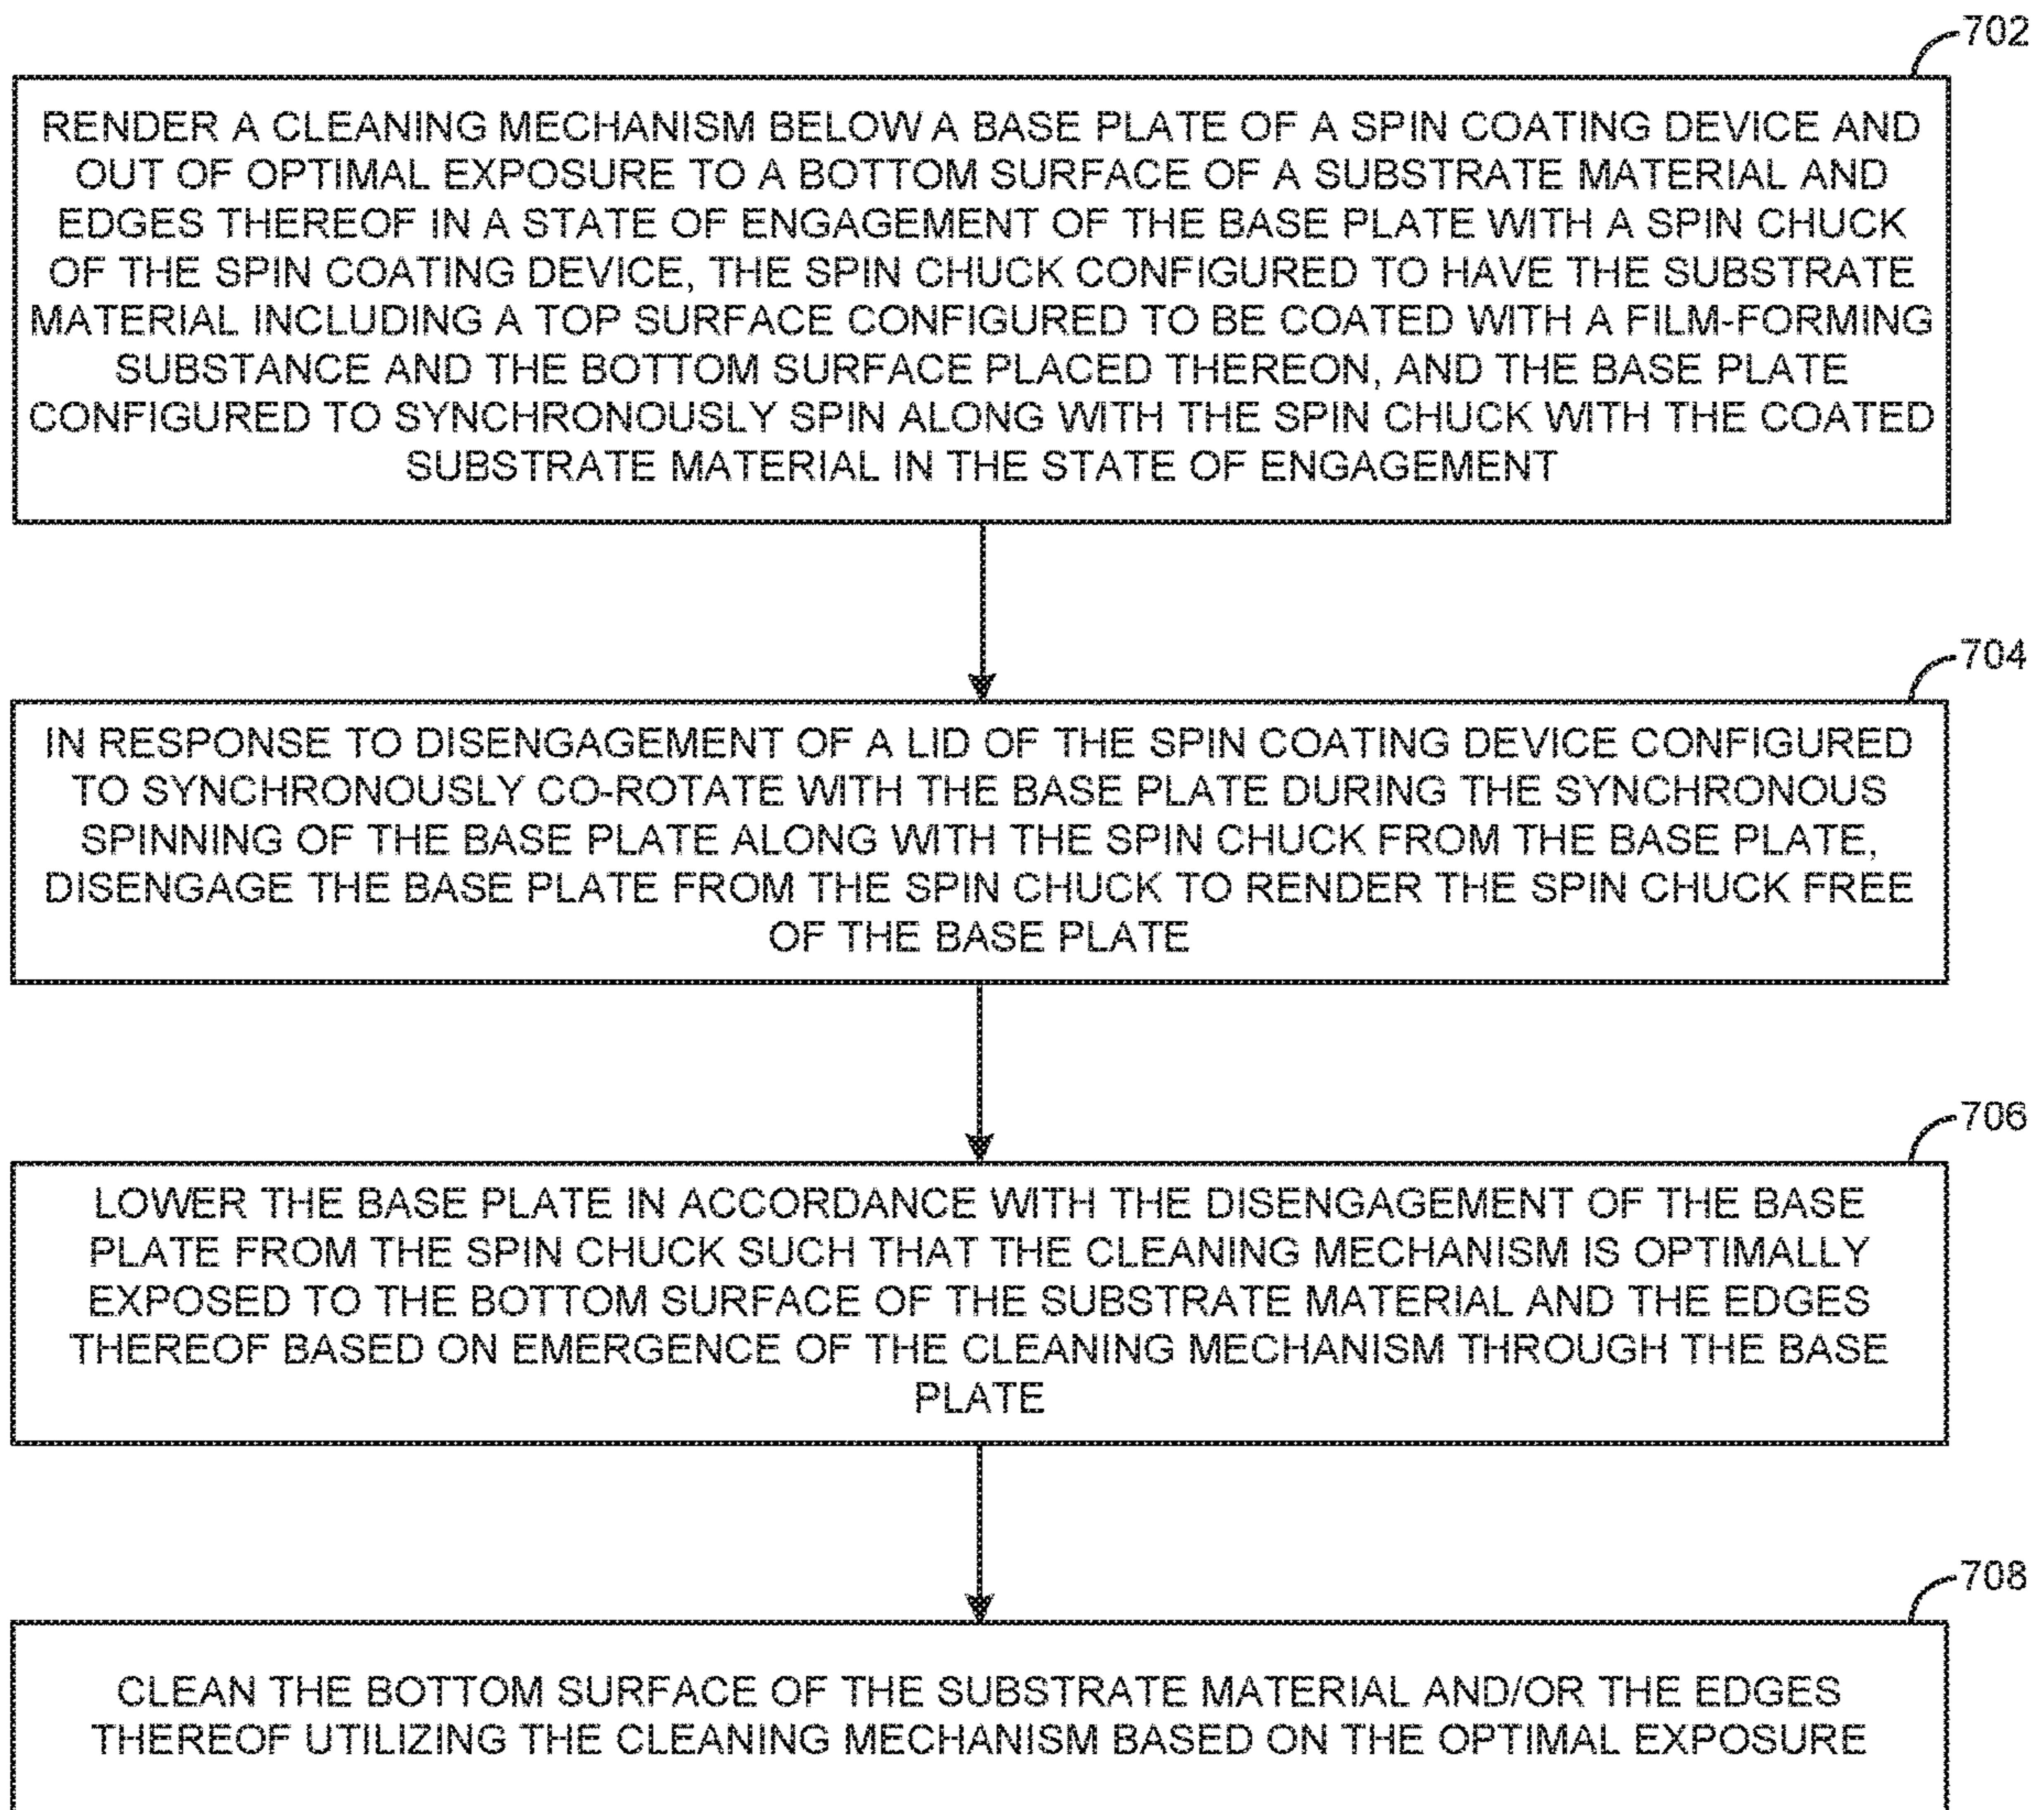 702
RENDER A CLEANING MECHANISM BELOW A BASE PLATE OF A SPIN COATING DEVICE AND
OUT OF OPTIMAL EXPOSURE TO A BOTTOM SURFACE OF A SUBSTRATE MATERIAL AND
EDGES THEREOF IN A STATE OF ENGAGEMENT OF THE BASE PLATE WITH A SPIN CHUCK
OF THE SPIN COATING DEVICE, THE SPIN CHUCK CONFIGURED TO HAVE THE SUBSTRATE
MATERIAL INCLUDING A TOP SURFACE CONFIGURED TO BE COATED WITH A FILM-FORMING
SUBSTANCE AND THE BOTTOM SURFACE PLACED THEREON, AND THE BASE PLATE
CONFIGURED TO SYNCHRONOUSLY SPIN ALONG WITH THE SPIN CHUCK WITH THE COATED
SUBSTRATE MATERIAL IN THE STATE OF ENGAGEMENT
704
IN RESPONSE TO DISENGAGEMENT OF A LID OF THE SPIN COATING DEVICE CONFIGURED
TO SYNCHRONOUSLY CO-ROTATE WITH THE BASE PLATE DURING THE SYNCHRONOUS
SPINNING OF THE BASE PLATE ALONG WITH THE SPIN CHUCK FROM THE BASE PLATE,
DISENGAGE THE BASE PLATE FROM THE SPIN CHUCK TO RENDER THE SPIN CHUCK FREE
OF THE BASE PLATE
706
LOWER THE BASE PLATE IN ACCORDANCE WITH THE DISENGAGEMENT OF THE BASE
PLATE FROM THE SPIN CHUCK SUCH THAT THE CLEANING MECHANISM IS OPTIMALLY
EXPOSED TO THE BOTTOM SURFACE OF THE SUBSTRATE MATERIAL AND THE EDGES
THEREOF BASED ON EMERGENCE OF THE CLEANING MECHANISM THROUGH THE BASE
PLATE
708
CLEAN THE BOTTOM SURFACE OF THE SUBSTRATE MATERIAL AND/OR THE EDGES
THEREOF UTILIZING THE CLEANING MECHANISM BASED ON THE OPTIMAL EXPOSURE